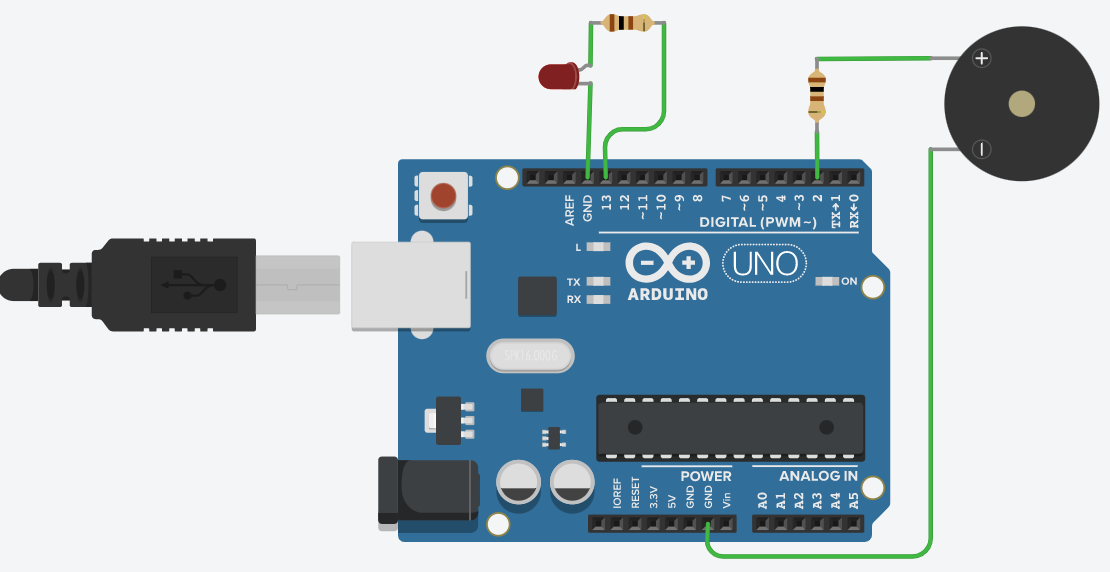 +
AREF
GND
13
12
~11
~10
~9
8
7
~6
~5
4
~3
2
TX→1
RX←0
DIGITAL (PWM~)
L
TX
RX
ARDUINO
UNO
ON
POWER
ANALOG IN
IOREF
RESET
3.3V
5V
GND
GND
Vin
A0
A1
A2
A3
A4
A5